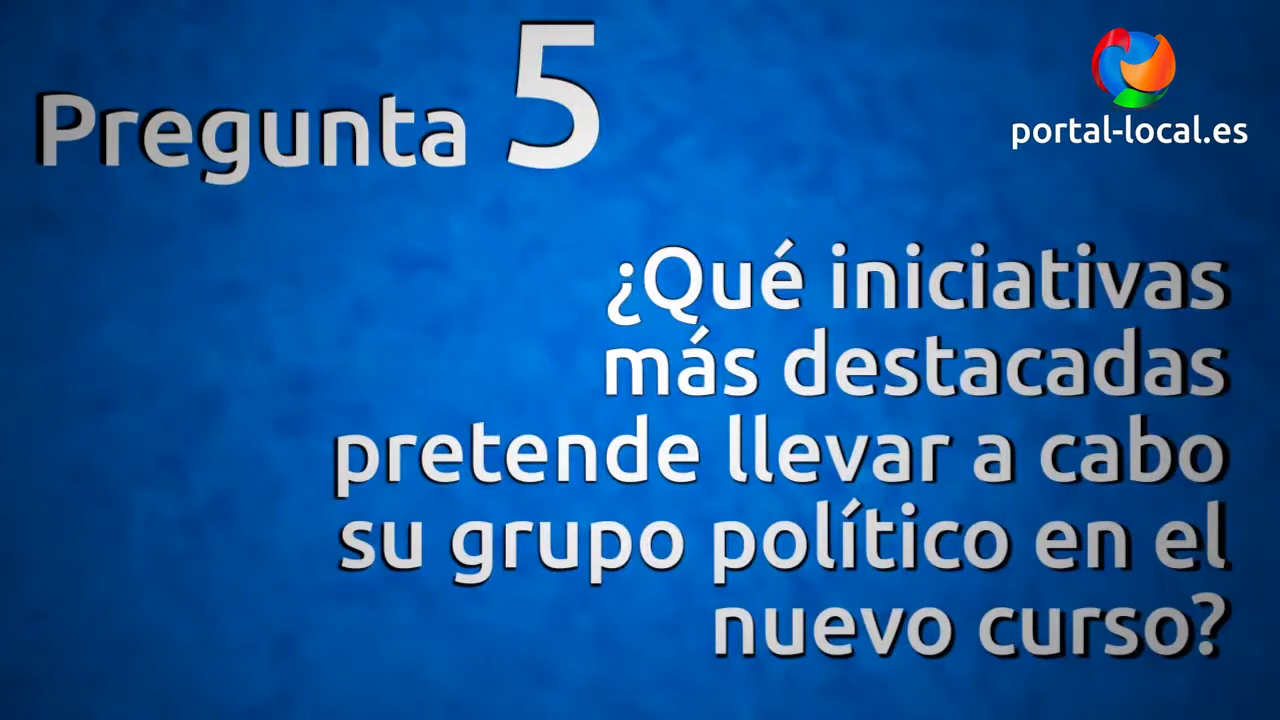 Pregunta 5
portal-local.es
¿Qué iniciativas
más destacadas
pretende llevar a cabo
su grupo político en el
nuevo curso?